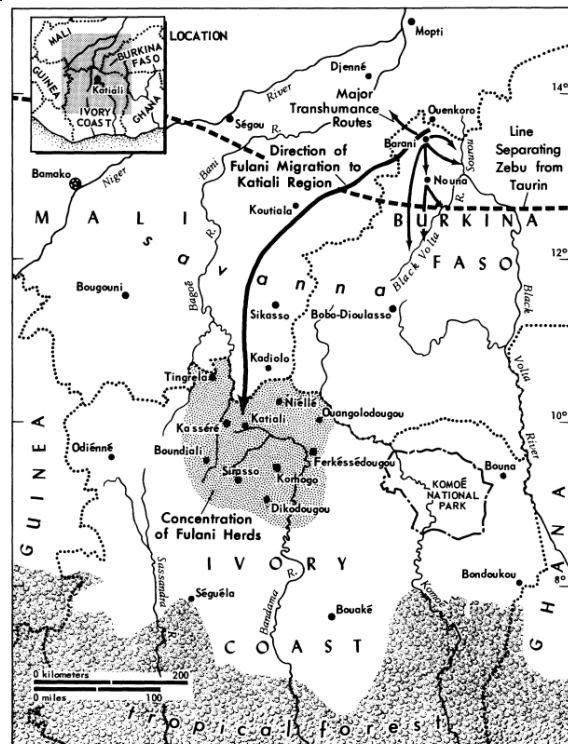 LOCATION
MALI
BURKINA
FASO
GUINEA
Katiali
IVORY
COAST
GHANA
Mopti
Djenné
14°
Major
Transhumance
Routes
Ouenkoro
River
Ségou
R.
Barani
Sourou
Line
Separating
Zebu from
Taurin
Direction of
Fulani Migration to
Katiali Region
Bani
Nouna
R.
Bamako
Niger
Koutiala
MALI
R.
BURKINA
savanna
Black Volta
FASO
12°
Bougouni
Bagoé
Sikasso
Bobo-Dioulasso
Black
Volta
River
Kadiolo
Tingrela
Niéllé
10°
Ouangolodougou
Kasséré
Katiali
GUINEA
Odiénné
Boundiali
Ferkéssédougou
Sirasso
Komogo
KOMOÉ
NATIONAL
PARK
Bouna
Dikodougou
Concentration
of Fulani Herds
IVORY
R.
Sassandra
R.
Séguéla
Bandama
Bouaké
Komoé
Bondoukou
8°
GHANA
COAST
0 kilometers 200
0 miles 100
tropical forest